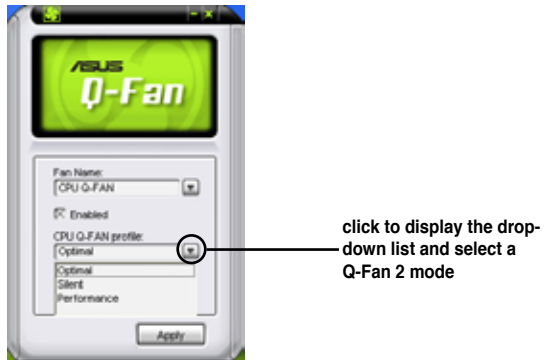 ASUS
Q-Fan
Fan Name:
CPU Q-FAN
Enabled
CPU Q-FAN profile:
Optimal
Optimal
Silent
Performance
Apply
click to display the drop-
down list and select a
Q-Fan 2 mode